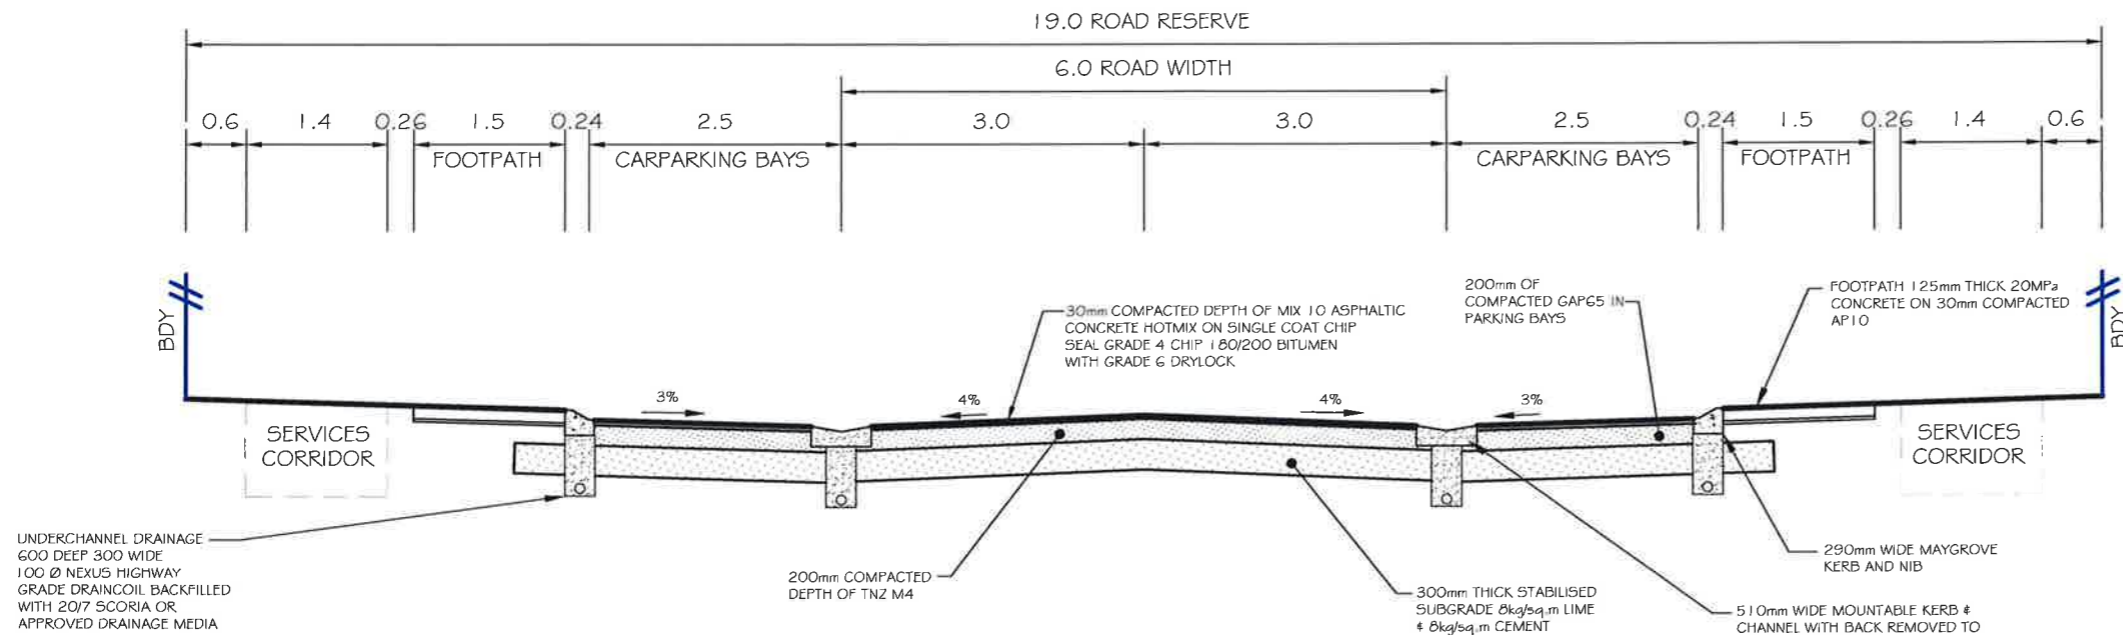 19.0 ROAD RESERVE
6.0 ROAD WIDTH
0.6 1.4 0.26 1.5 0.24 2.5 3.0 3.0 2.5 0.24 1.5 0.26 1.4 0.6
FOOTPATH CARPARKING BAYS CARPARKING BAYS FOOTPATH
BDY
30mm COMPACTED DEPTH OF MIX 10 ASPHALTIC
CONCRETE HOTMIX ON SINGLE COAT CHIP
SEAL GRADE 4 CHIP 180/200 BITUMEN
WITH GRADE 6 DRYLOCK
200mm OF
COMPACTED GAP65 IN
PARKING BAYS
FOOTPATH 125mm THICK 20MPa
CONCRETE ON 30mm COMPACTED
AP10
BDY
3% 4% 4% 3%
SERVICES
CORRIDOR
SERVICES
CORRIDOR
UNDERCHANNEL DRAINAGE
600 DEEP 300 WIDE
100 Ø NEXUS HIGHWAY
GRADE DRAINCOIL BACKFILLED
WITH 20/7 SCORIA OR
APPROVED DRAINAGE MEDIA
200mm COMPACTED
DEPTH OF TNZ M4
300mm THICK STABILISED
SUBGRADE 8kg/sq.m LIME
& 8kg/sq.m CEMENT
290mm WIDE MAYGROVE
KERB AND NIB
510mm WIDE MOUNTABLE KERB &
CHANNEL WITH BACK REMOVED TO